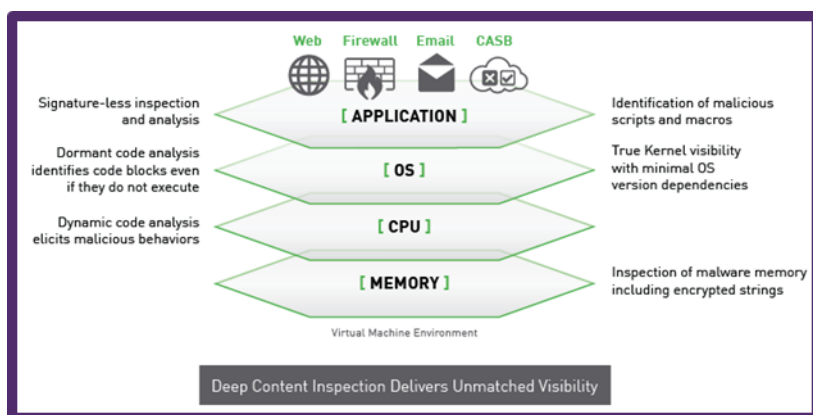 Web Firewall Email CASB
Signature-less inspection
and analysis
[ APPLICATION ]
Identification of malicious
scripts and macros
Dormant code analysis
identifies code blocks even
if they do not execute
[ OS ]
True Kernel visibility
with minimal OS
version dependencies
Dynamic code analysis
elicits malicious behaviors
[ CPU ]
[ MEMORY ]
Inspection of malware memory
including encrypted strings
Virtual Machine Environment
Deep Content Inspection Delivers Unmatched Visibility